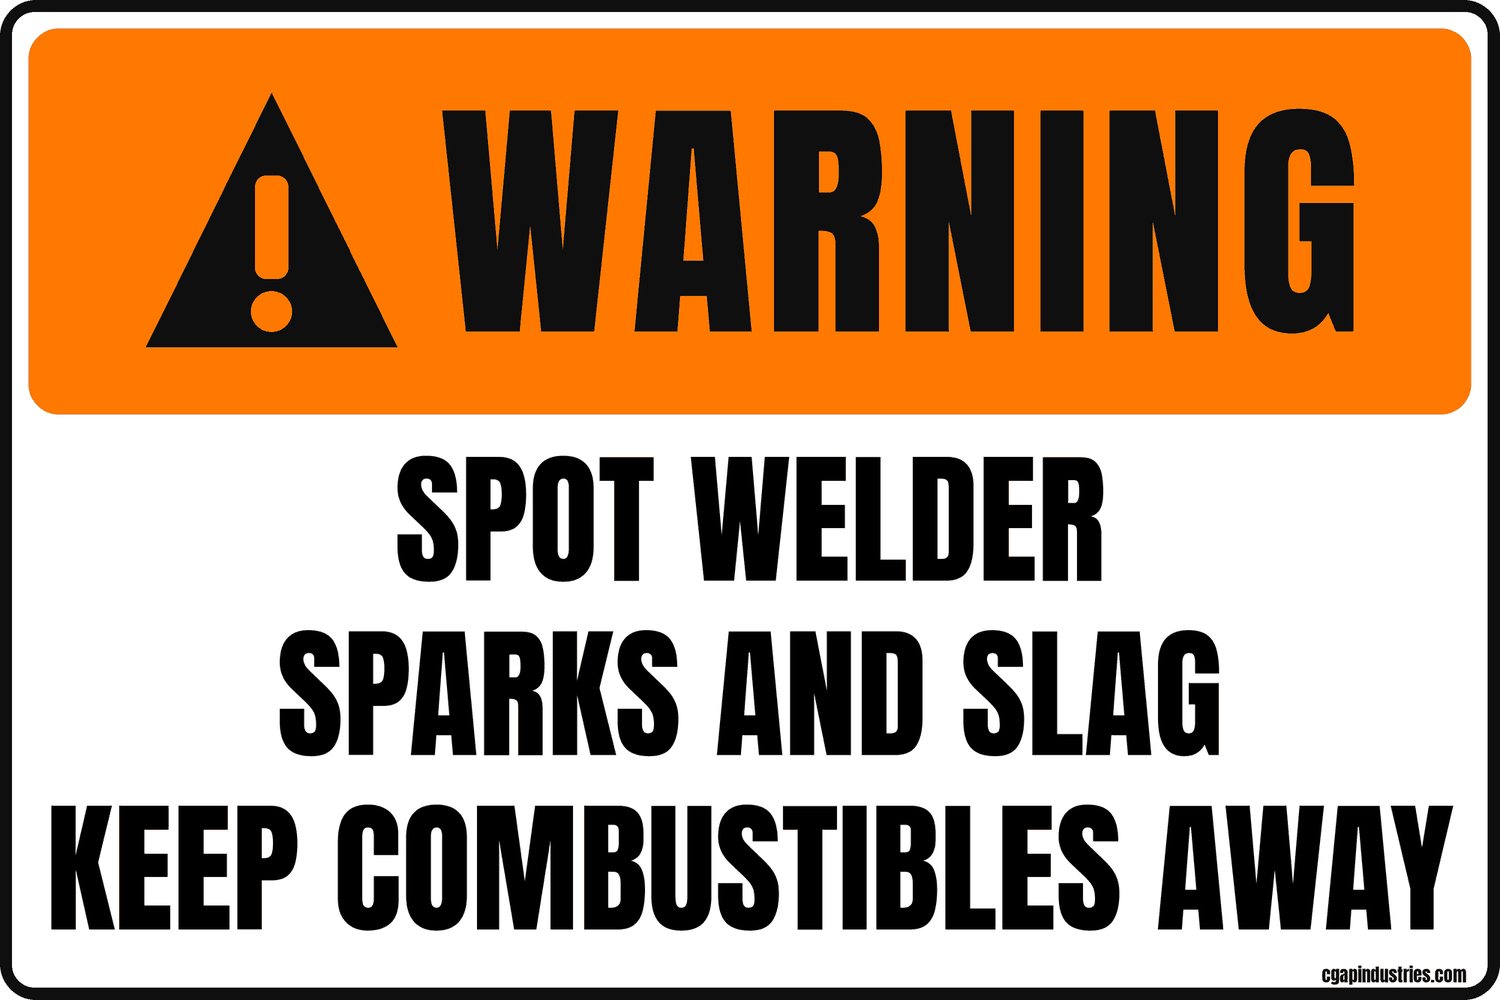 WARNING
SPOT WELDER
SPARKS AND SLAG
KEEP COMBUSTIBLES AWAY
cgapindustries.com